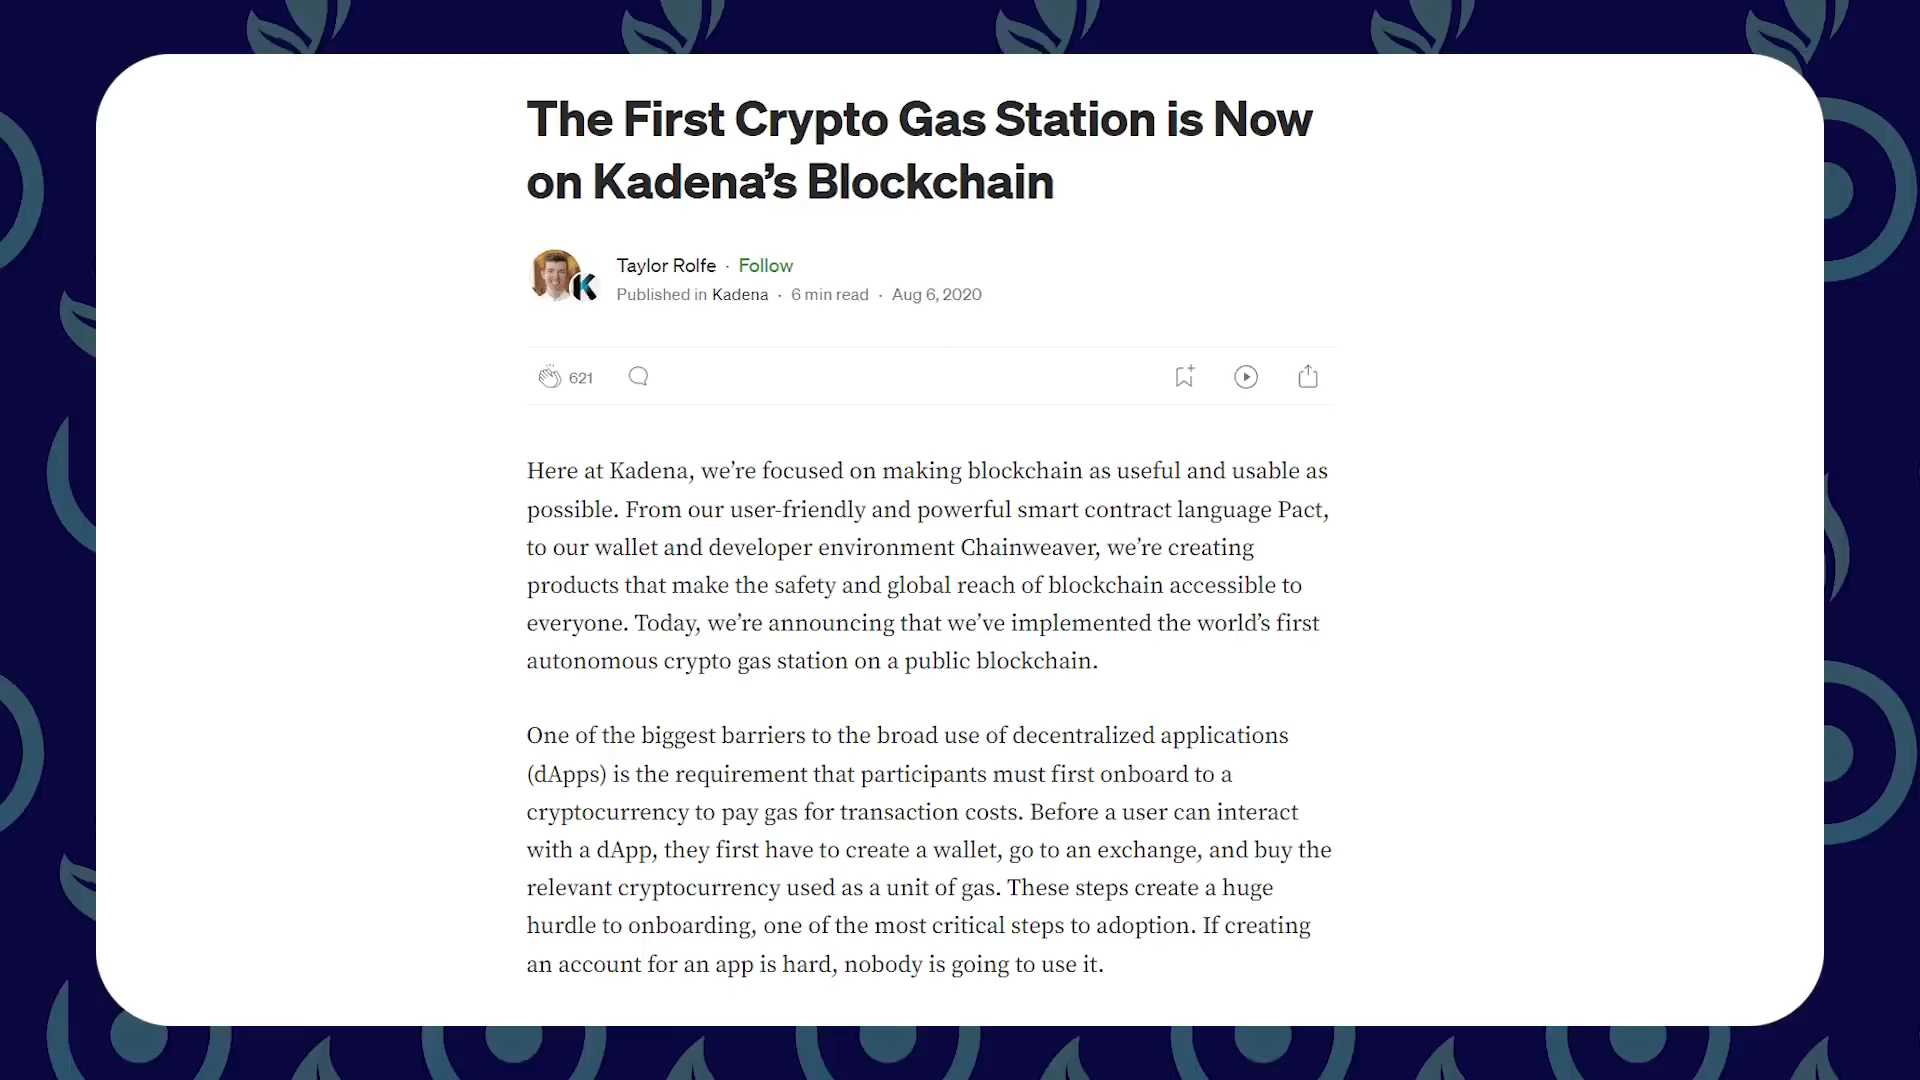 The First Crypto Gas Station is Now
on Kadena’s Blockchain
Taylor Rolfe · Follow
Published in Kadena · 6 min read · Aug 6, 2020
621
Here at Kadena, we’re focused on making blockchain as useful and usable as
possible. From our user-friendly and powerful smart contract language Pact,
to our wallet and developer environment Chainweaver, we’re creating
products that make the safety and global reach of blockchain accessible to
everyone. Today, we’re announcing that we’ve implemented the world’s first
autonomous crypto gas station on a public blockchain.
One of the biggest barriers to the broad use of decentralized applications
(dApps) is the requirement that participants must first onboard to a
cryptocurrency to pay gas for transaction costs. Before a user can interact
with a dApp, they first have to create a wallet, go to an exchange, and buy the
relevant cryptocurrency used as a unit of gas. These steps create a huge
hurdle to onboarding, one of the most critical steps to adoption. If creating
an account for an app is hard, nobody is going to use it.